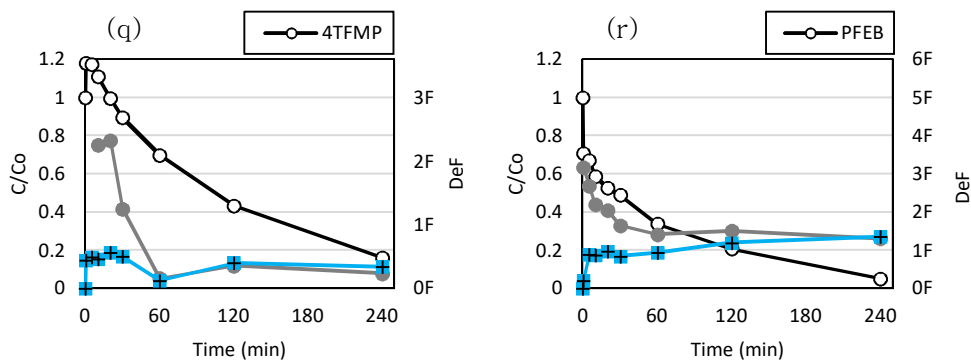 (q)
4TFMP
1.2
1
0.8
0.6
0.4
0.2
0
C/Co
3F
2F
1F
0F
DeF
0
60
120
180
240
Time (min)
(r)
PFEB
1.2
1
0.8
0.6
0.4
0.2
0
C/Co
6F
5F
4F
3F
2F
1F
0F
DeF
0
60
120
180
240
Time (min)